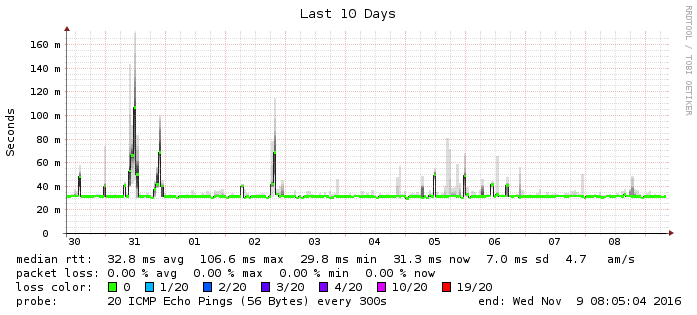 Last 10 Days
RRDTOOL / TOBI OETIKER
Seconds
160 m
140 m
120 m
100 m
80 m
60 m
40 m
20 m
0
30 31 01 02 03 04 05 06 07 08
median rtt: 32.8 ms avg 106.6 ms max 29.8 ms min 31.3 ms now 7.0 ms sd 4.7 am/s
packet loss: 0.00 % avg 0.00 % max 0.00 % min 0.00 % now
loss color: 0 1/20 2/20 3/20 4/20 10/20 19/20
probe: 20 ICMP Echo Pings (56 Bytes) every 300s end: Wed Nov 9 08:05:04 2016